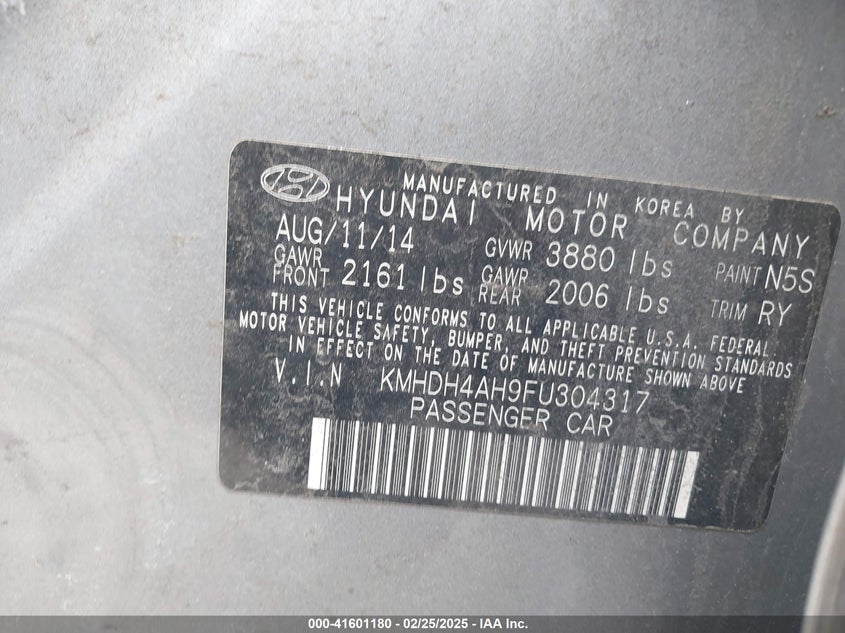 MANUFACTURED IN KOREA BY
HYUNDAI MOTOR COMPANY
AUG/11/14 GVWR 3880 lbs PAINT N5S
GAWR FRONT 2161 lbs GAWR REAR 2006 lbs TRIM RY
THIS VEHICLE CONFORMS TO ALL APPLICABLE U.S.A. FEDERAL
MOTOR VEHICLE SAFETY, BUMPER, AND THEFT PREVENTION STANDARDS
IN EFFECT ON THE DATE OF MANUFACTURE SHOWN ABOVE
V.I.N KMHDH4AH9FU304317
PASSENGER CAR
000-41601180 - 02/25/2025 - IAA Inc.